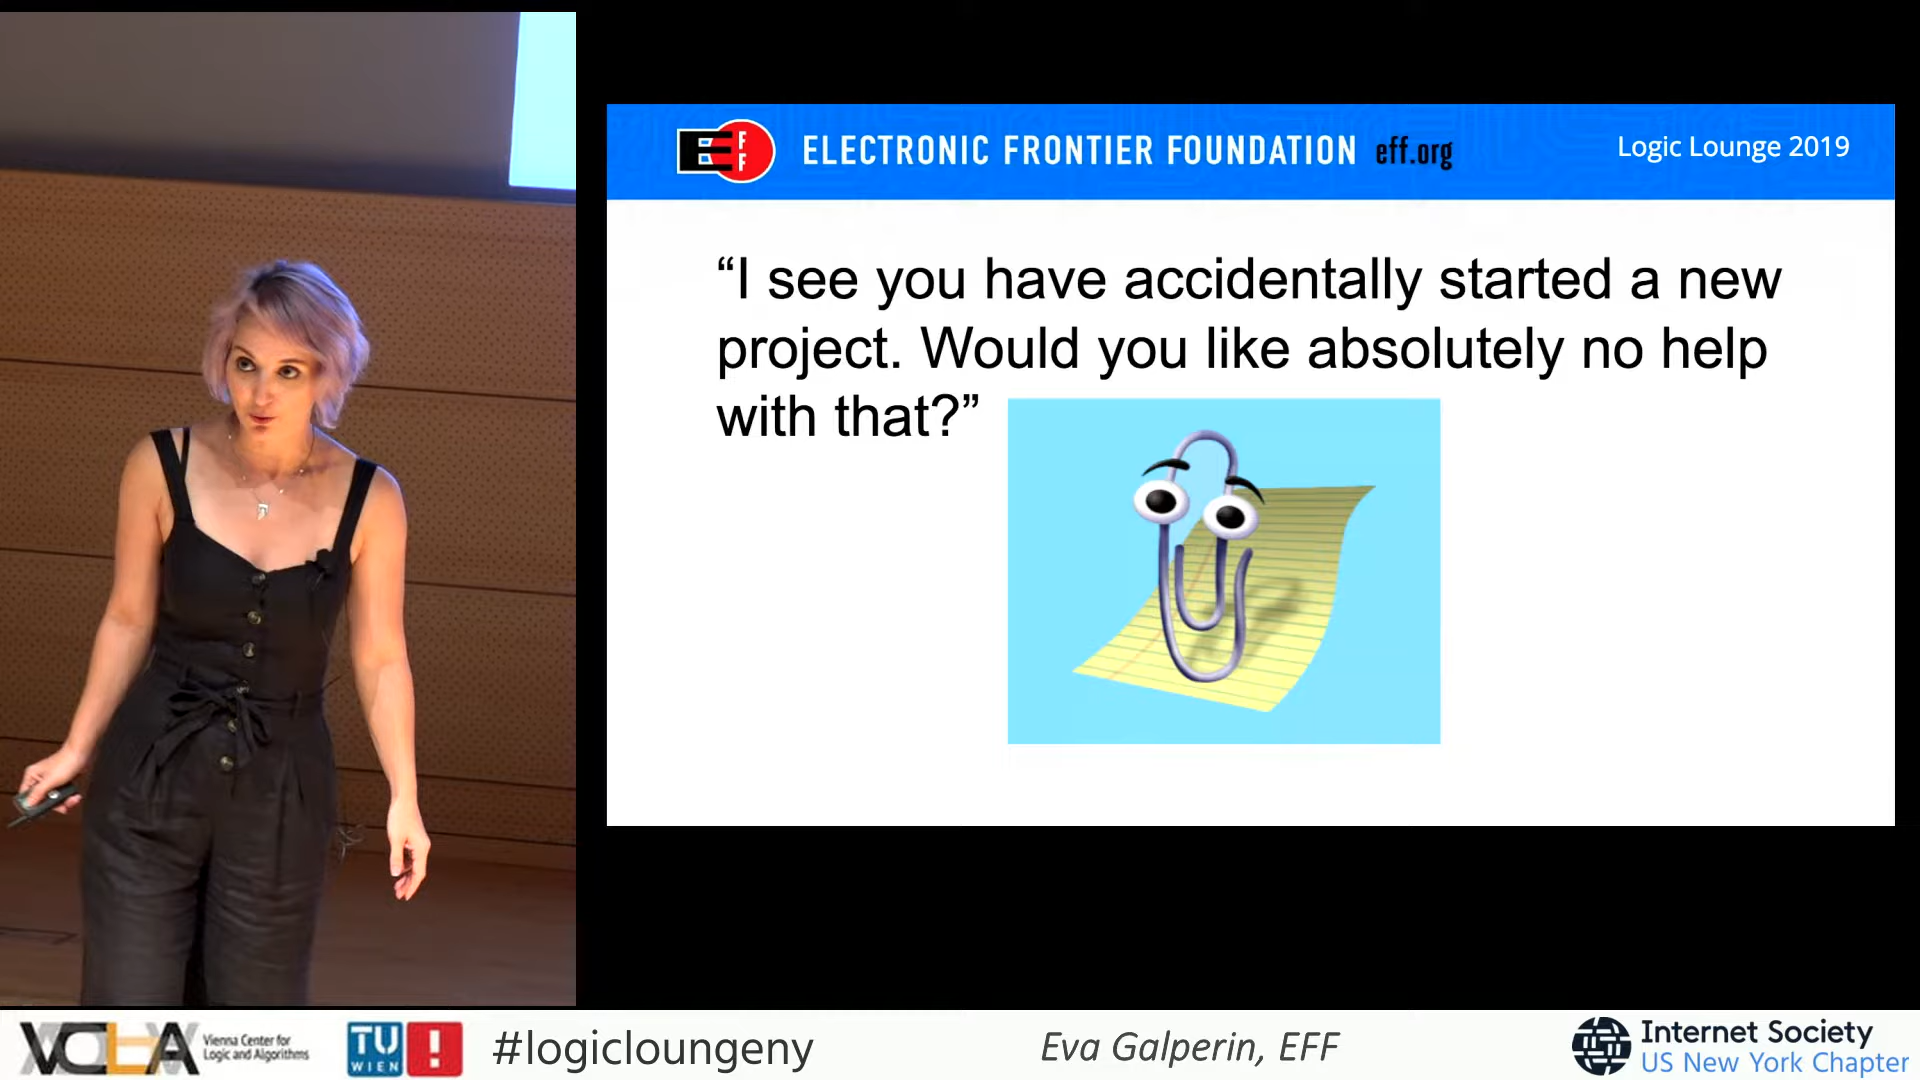 EFF
ELECTRONIC FRONTIER FOUNDATION eff.org
Logic Lounge 2019
“I see you have accidentally started a new
project. Would you like absolutely no help
with that?”
VCLA
Vienna Center for
Logic and Algorithms
TU
WIEN
!
#logicloungeny
Eva Galperin, EFF
Internet Society
US New York Chapter